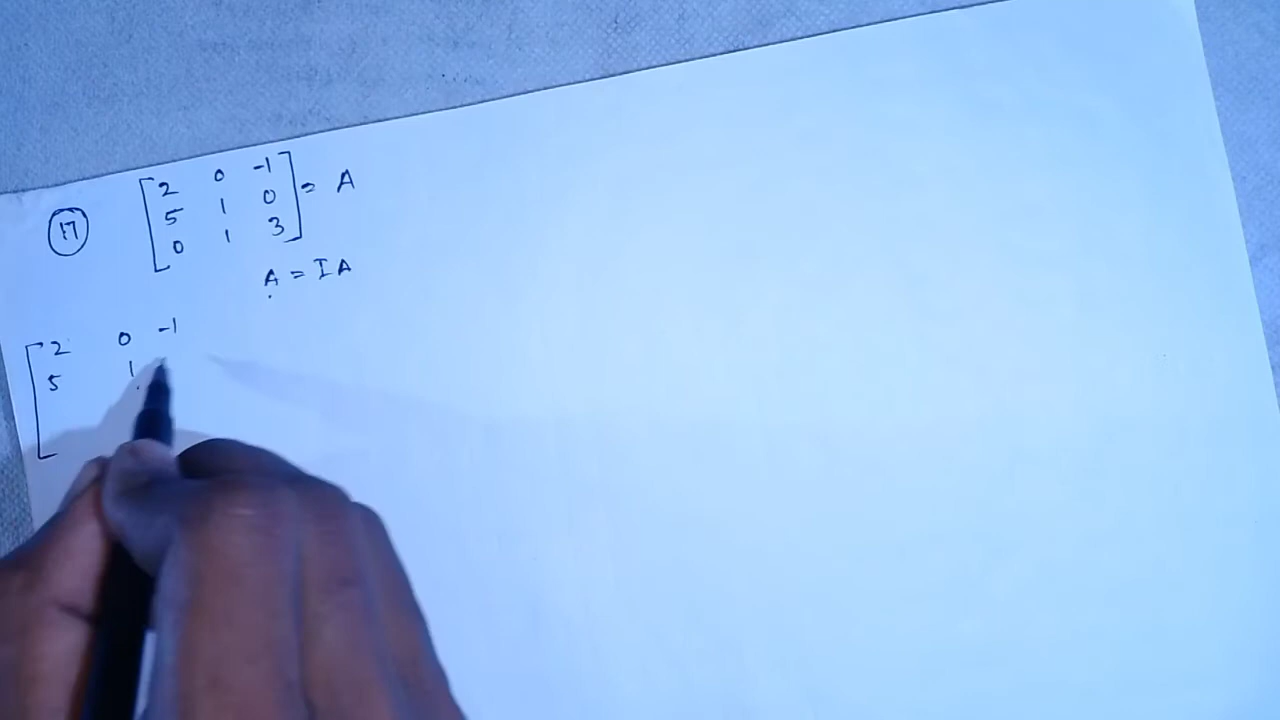 (17) [2 0 -1] = A
5 1 0
0 1 3
A = IA
[2 0 -1
5 1